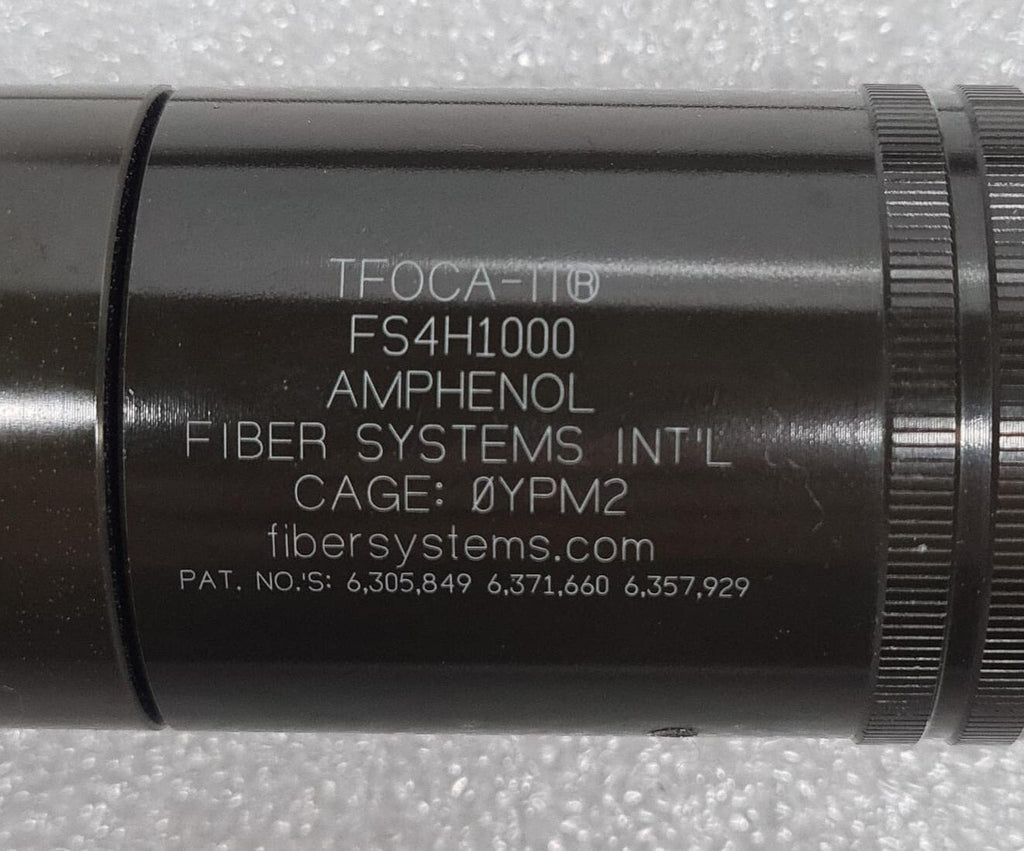 TFOCA-II®
FS4H1000
AMPHENOL
FIBER SYSTEMS INT'L
CAGE: 0YPM2
fibersystems.com
PAT. NO.'S: 6,305,849 6,371,660 6,357,929